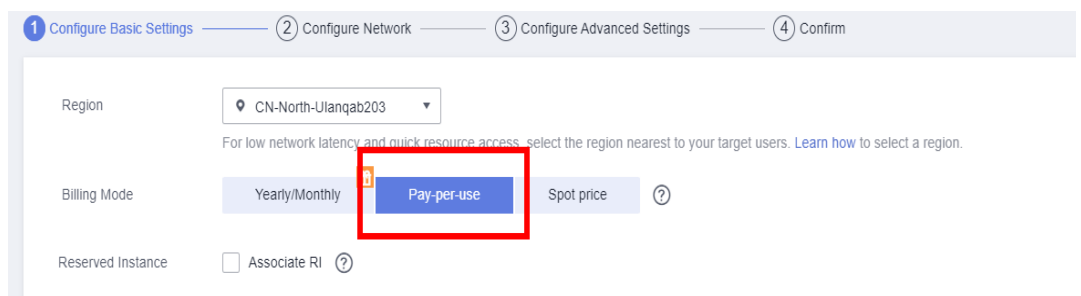 1 Configure Basic Settings 2 Configure Network 3 Configure Advanced Settings 4 Confirm
Region CN-North-Ulanqab203
For low network latency and quick resource access, select the region nearest to your target users. Learn how to select a region.
Billing Mode Yearly/Monthly Pay-per-use Spot price ?
Reserved Instance Associate RI ?